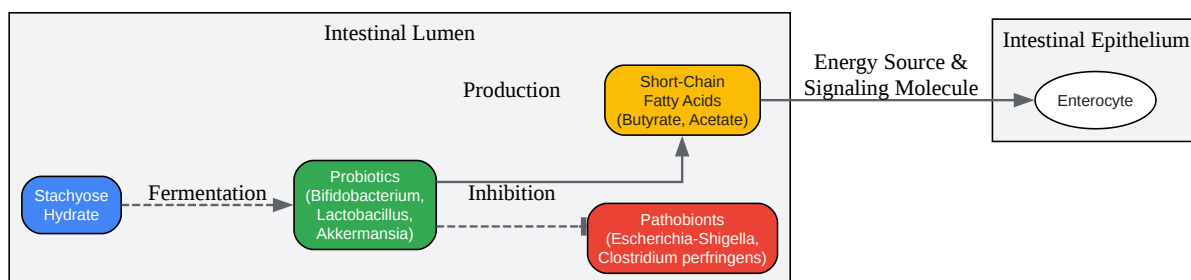 Intestinal Lumen
Intestinal Epithelium
Energy Source &
Signaling Molecule
Production
Short-Chain
Fatty Acids
(Butyrate, Acetate)
Enterocyte
Stachyose
Hydrate
Fermentation
Probiotics
(Bifidobacterium,
Lactobacillus,
Akkermansia)
Inhibition
Pathobionts
(Escherichia-Shigella,
Clostridium perfringens)